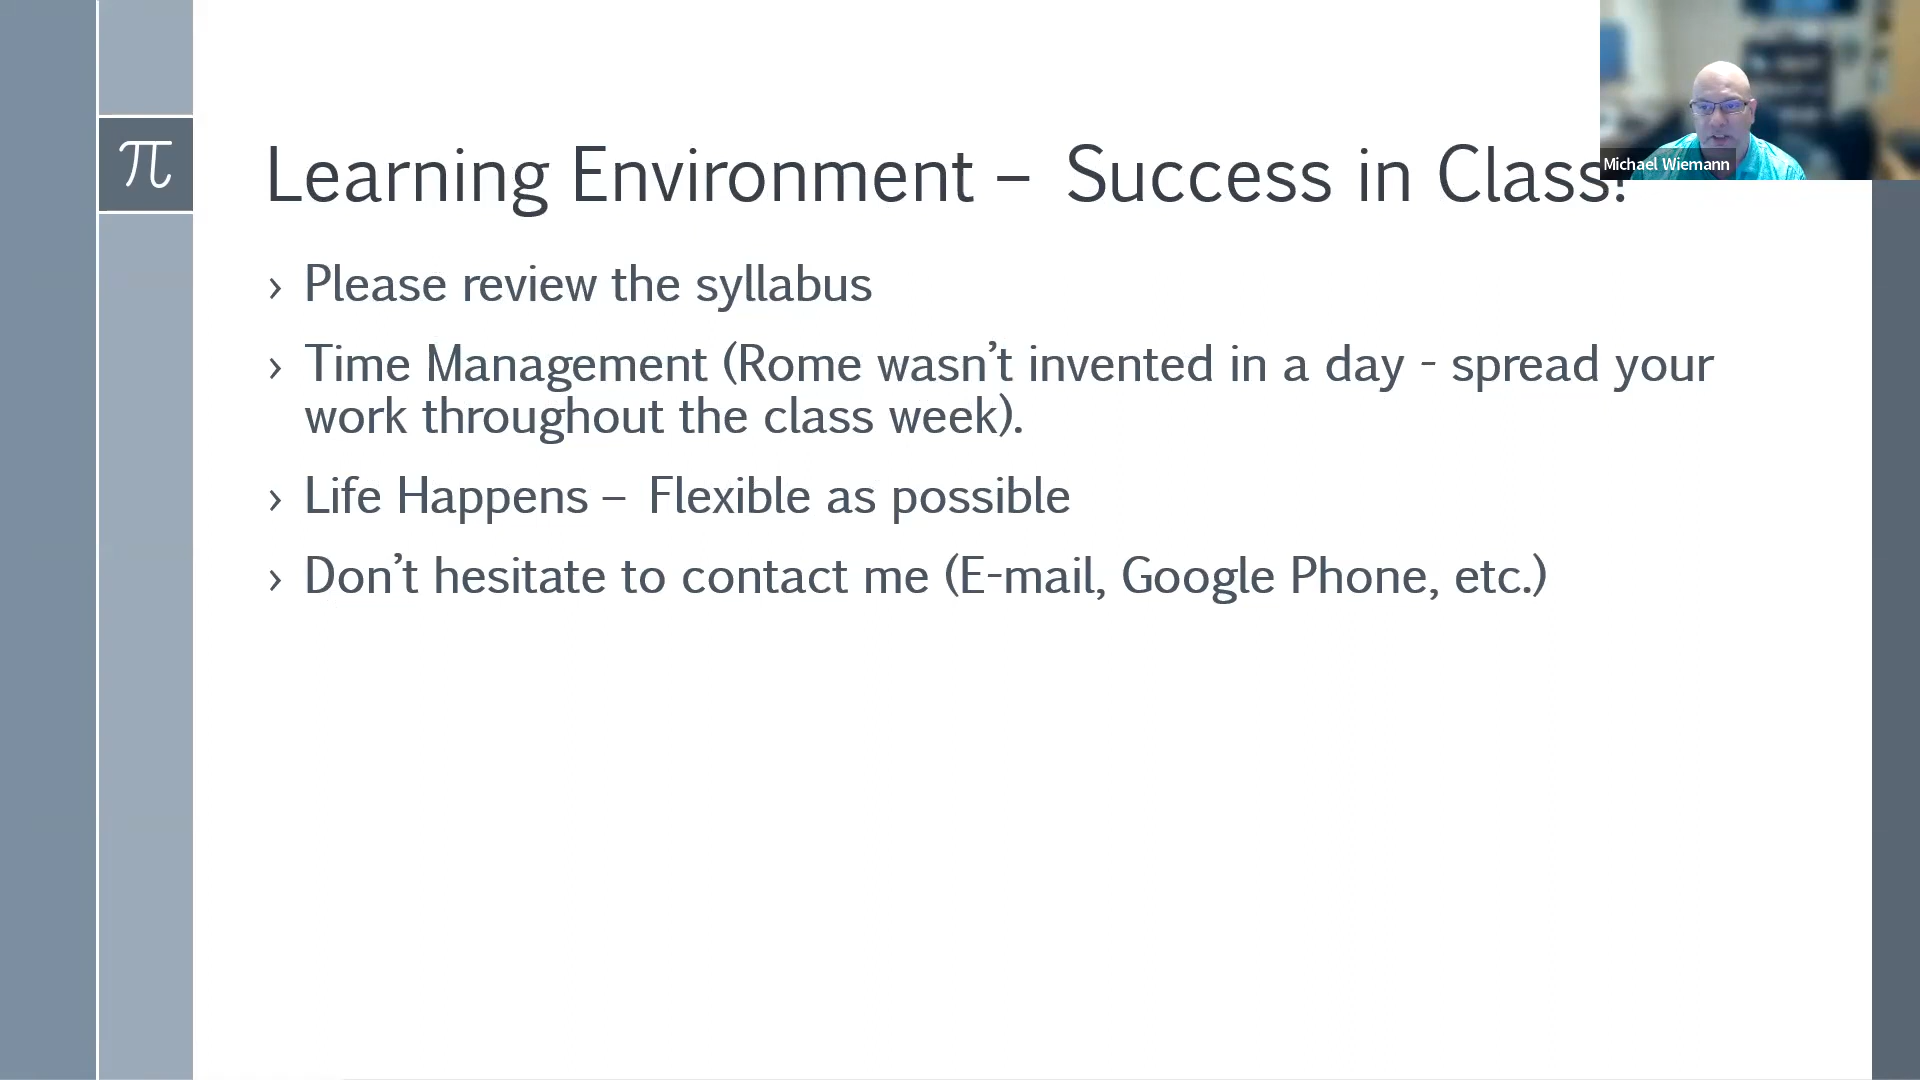 π
Learning Environment – Success in Class!
› Please review the syllabus
› Time Management (Rome wasn’t invented in a day - spread your
work throughout the class week).
› Life Happens – Flexible as possible
› Don’t hesitate to contact me (E-mail, Google Phone, etc.)
Michael Wiemann